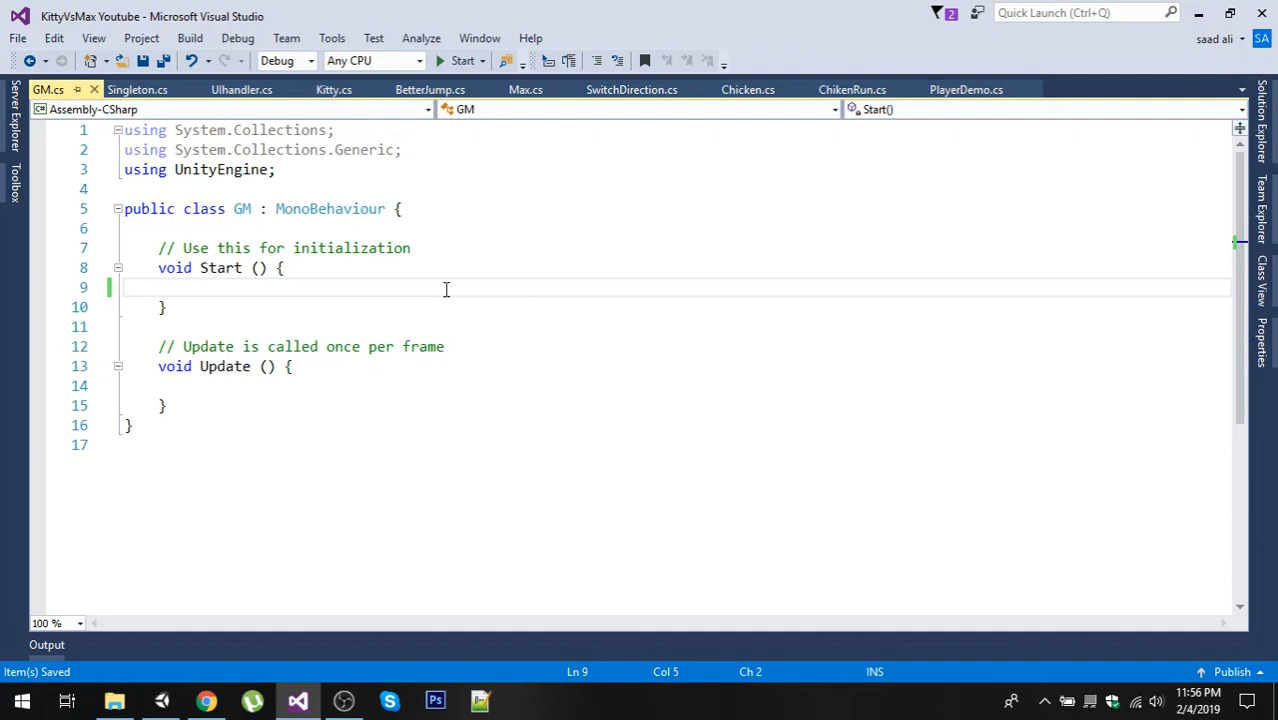 KittyVsMax Youtube - Microsoft Visual Studio
2
Quick Launch (Ctrl+Q)
File Edit View Project Build Debug Team Tools Test Analyze Window Help
saad ali SA
Debug Any CPU Start
GM.cs Singleton.cs UIhandler.cs Kitty.cs BetterJump.cs Max.cs SwitchDirection.cs Chicken.cs ChikenRun.cs PlayerDemo.cs
C# Assembly-CSharp GM Start()
Server Explorer
Toolbox
Solution Explorer
Team Explorer
Class View
Properties
1 using System.Collections;
2 using System.Collections.Generic;
3 using UnityEngine;
4
5 public class GM : MonoBehaviour {
6
7 // Use this for initialization
8 void Start () {
9
10 }
11
12 // Update is called once per frame
13 void Update () {
14
15 }
16 }
17
100 %
Output
Item(s) Saved Ln 9 Col 5 Ch 2 INS Publish
Ps
11:56 PM
2/4/2019